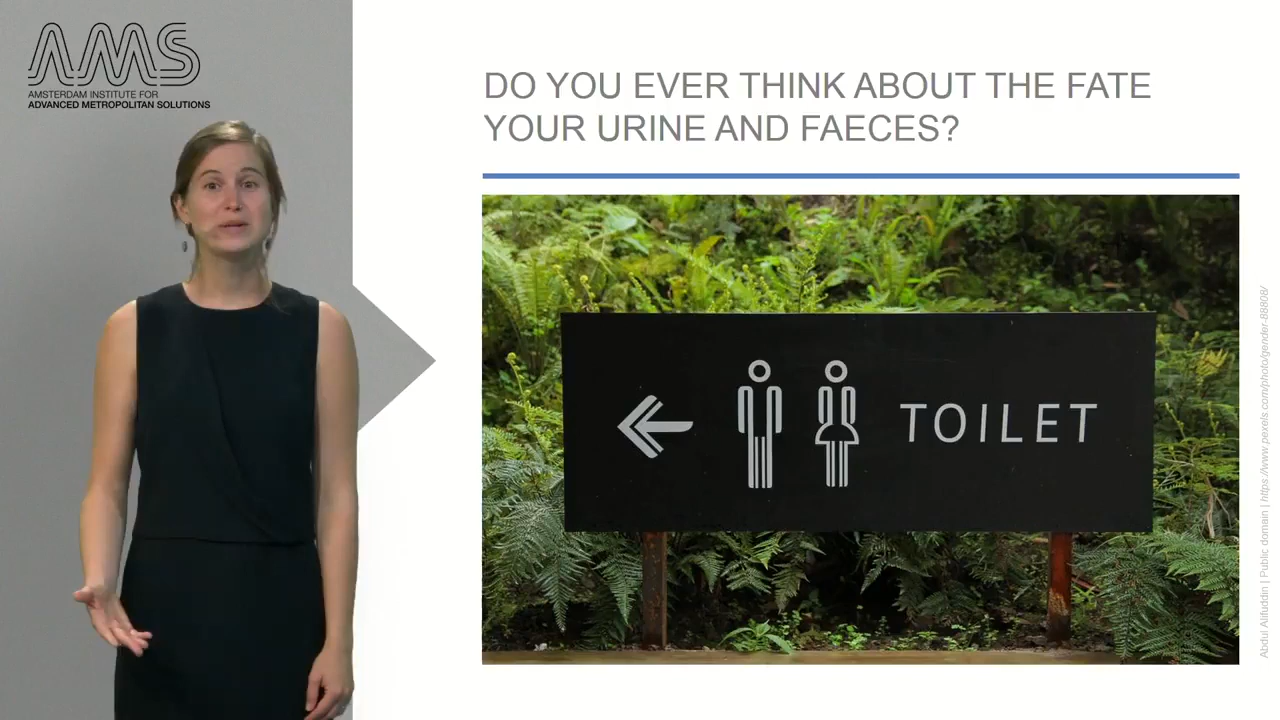 AMS
AMSTERDAM INSTITUTE FOR
ADVANCED METROPOLITAN SOLUTIONS
DO YOU EVER THINK ABOUT THE FATE
YOUR URINE AND FAECES?
TOILET
Abdul Alifuddin | Public domain | https://www.pexels.com/photo/gender-88808/